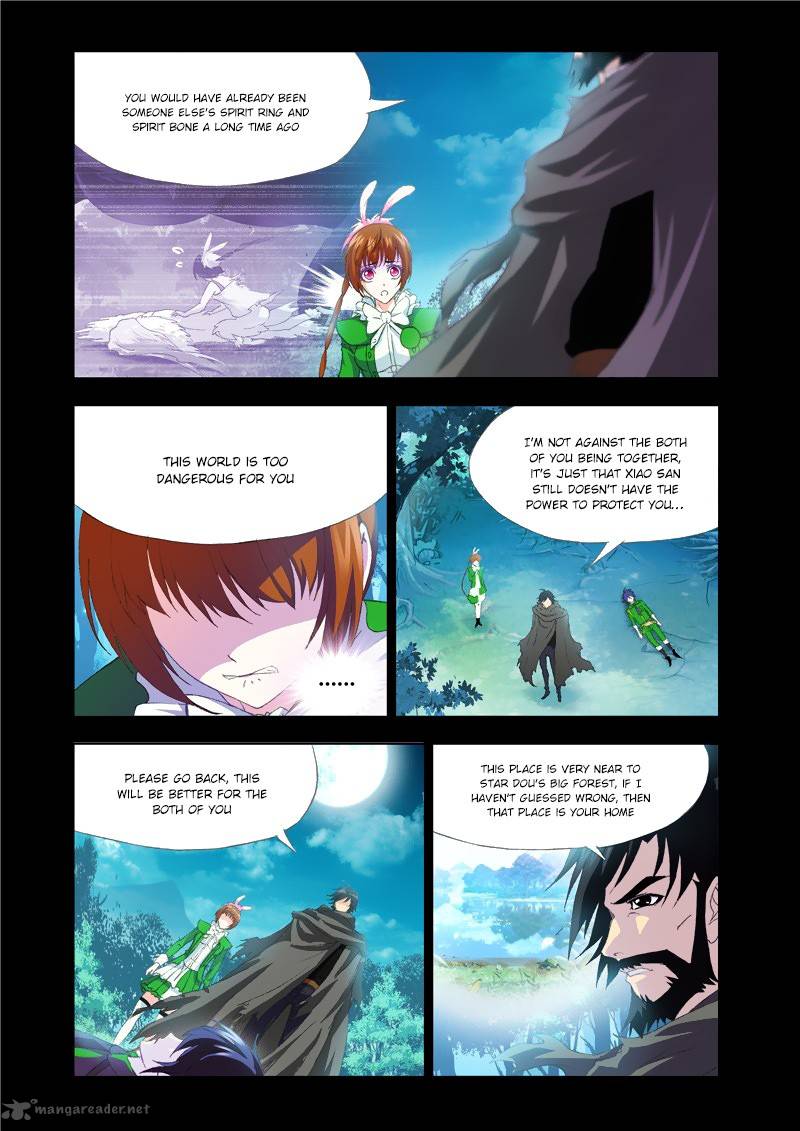 YOU WOULD HAVE ALREADY BEEN
SOMEONE ELSE'S SPIRIT RING AND
SPIRIT BONE A LONG TIME AGO
THIS WORLD IS TOO
DANGEROUS FOR YOU
......
I'M NOT AGAINST THE BOTH
OF YOU BEING TOGETHER,
IT'S JUST THAT XIAO SAN
STILL DOESN'T HAVE THE
POWER TO PROTECT YOU...
PLEASE GO BACK, THIS
WILL BE BETTER FOR THE
BOTH OF YOU
THIS PLACE IS VERY NEAR TO
STAR DOU'S BIG FOREST, IF I
HAVEN'T GUESSED WRONG, THEN
THAT PLACE IS YOUR HOME
mangareader.net